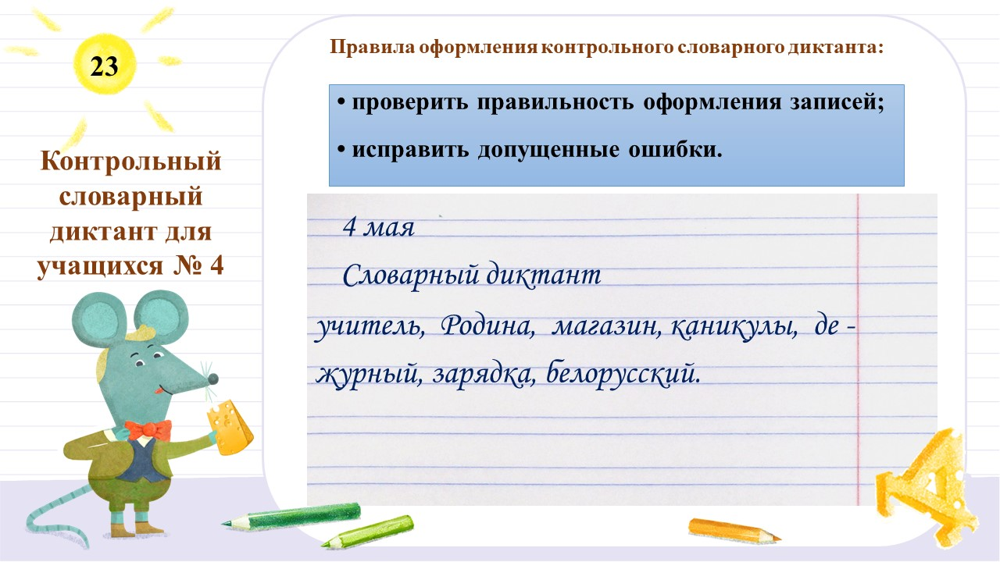 23
Контрольный
словарный
диктант для
учащихся № 4
Правила оформления контрольного словарного диктанта:
• проверить правильность оформления записей;
• исправить допущенные ошибки.
4 мая
Словарный диктант
учитель, Родина, магазин, каникулы, де -
журный, зарядка, белорусский.